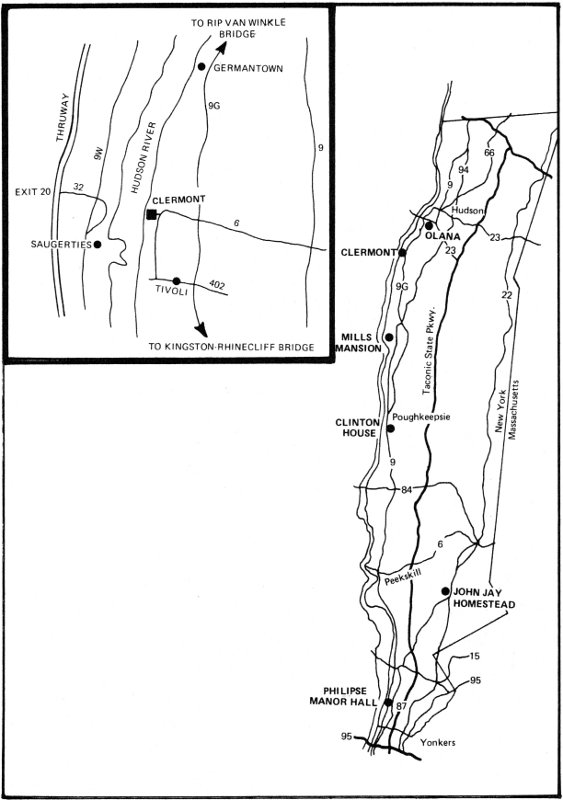 TO RIP VAN WINKLE
BRIDGE
GERMANTOWN
THRUWAY
9W
HUDSON RIVER
9G
9
EXIT 20
32
CLERMONT
6
SAUGERTIES
TIVOLI
402
TO KINGSTON-RHINECLIFF BRIDGE
66
94
9
Hudson
OLANA
23
23
CLERMONT
9G
22
MILLS
MANSION
Taconic State Pkwy.
New York
Massachusetts
CLINTON
HOUSE
Poughkeepsie
9
84
6
Peekskill
JOHN JAY
HOMESTEAD
15
95
PHILIPSE
MANOR HALL
87
95
Yonkers